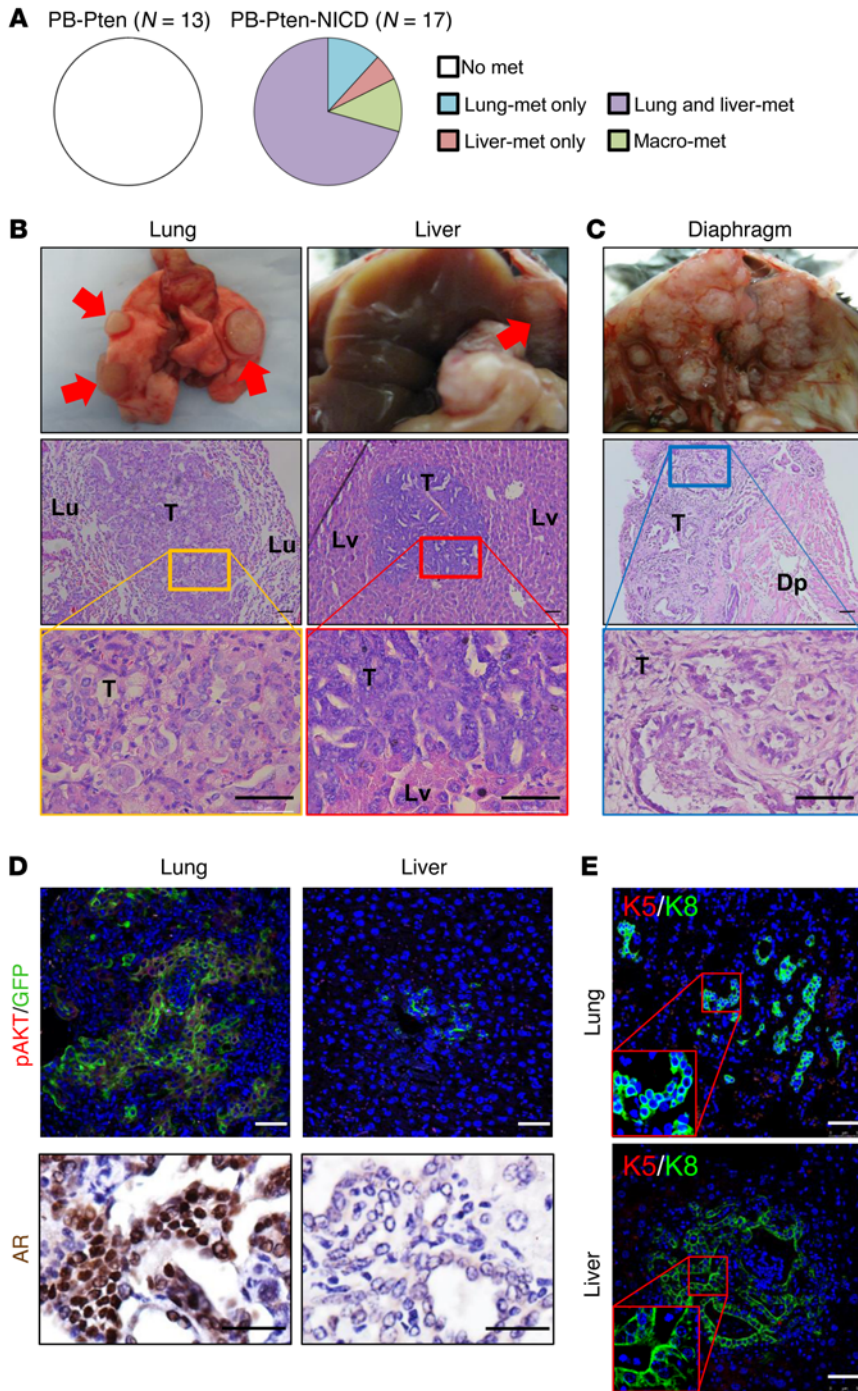 A
PB-Pten (N = 13)
PB-Pten-NICD (N = 17)
No met
Lung-met only
Lung and liver-met
Liver-met only
Macro-met
B
Lung
Liver
C
Diaphragm
Lu
T
Lu
Lv
T
Lv
T
Dp
T
T
Lv
T
D
Lung
Liver
E
pAKT/GFP
AR
K5/K8
Lung
K5/K8
Liver